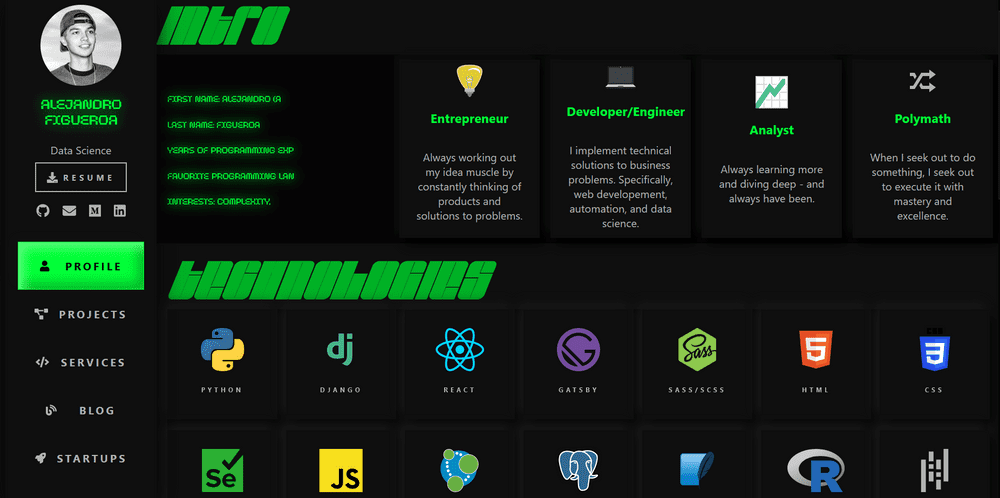 ALEJANDRO
FIGUEROA
Data Science
RESUME
PROFILE
PROJECTS
SERVICES
BLOG
STARTUPS
Intro
FIRST NAME: ALEJANDRO (A
LAST NAME: FIGUEROA
YEARS OF PROGRAMMING EXP
FAVORITE PROGRAMMING LAN
INTERESTS: COMPLEXITY,
Entrepreneur
Always working out
my idea muscle by
constantly thinking of
products and
solutions to problems.
Developer/Engineer
I implement technical
solutions to business
problems. Specifically,
web developement,
automation, and data
science.
Analyst
Always learning more
and diving deep - and
always have been.
Polymath
When I seek out to do
something, I seek out
to execute it with
mastery and
excellence.
Technologies
PYTHON
dj
DJANGO
REACT
GATSBY
Sass
SASS/SCSS
5
HTML
CSS
3
CSS
Se
JS
R